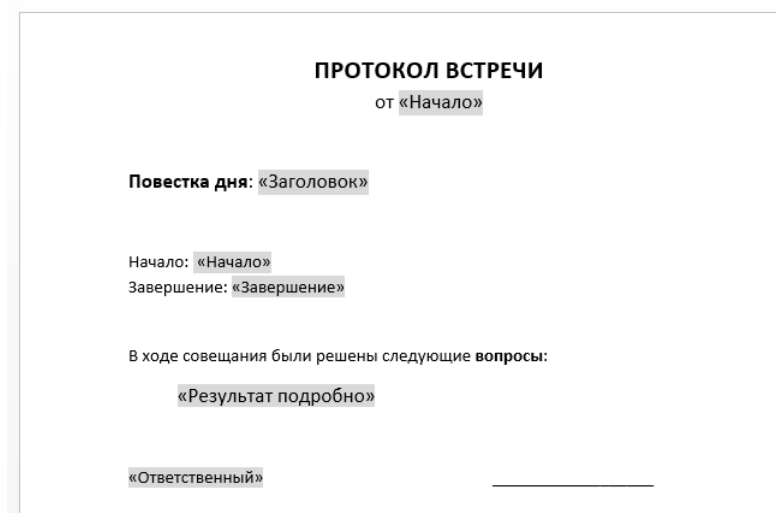 ПРОТОКОЛ ВСТРЕЧИ
от «Начало»
Повестка дня: «Заголовок»
Начало: «Начало»
Завершение: «Завершение»
В ходе совещания были решены следующие вопросы:
«Результат подробно»
«Ответственный» ____________________